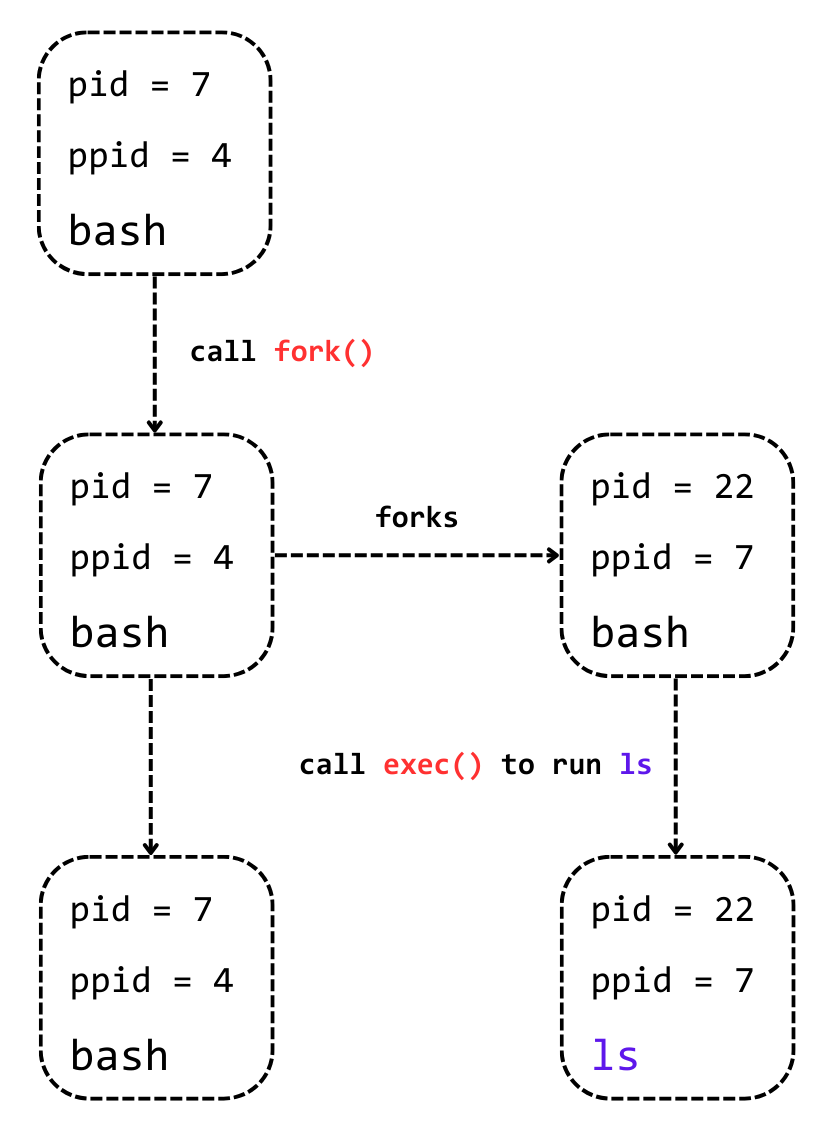 pid = 7
ppid = 4
bash
call fork()
pid = 7
ppid = 4
bash
forks
pid = 22
ppid = 7
bash
call exec() to run ls
pid = 7
ppid = 4
bash
pid = 22
ppid = 7
ls